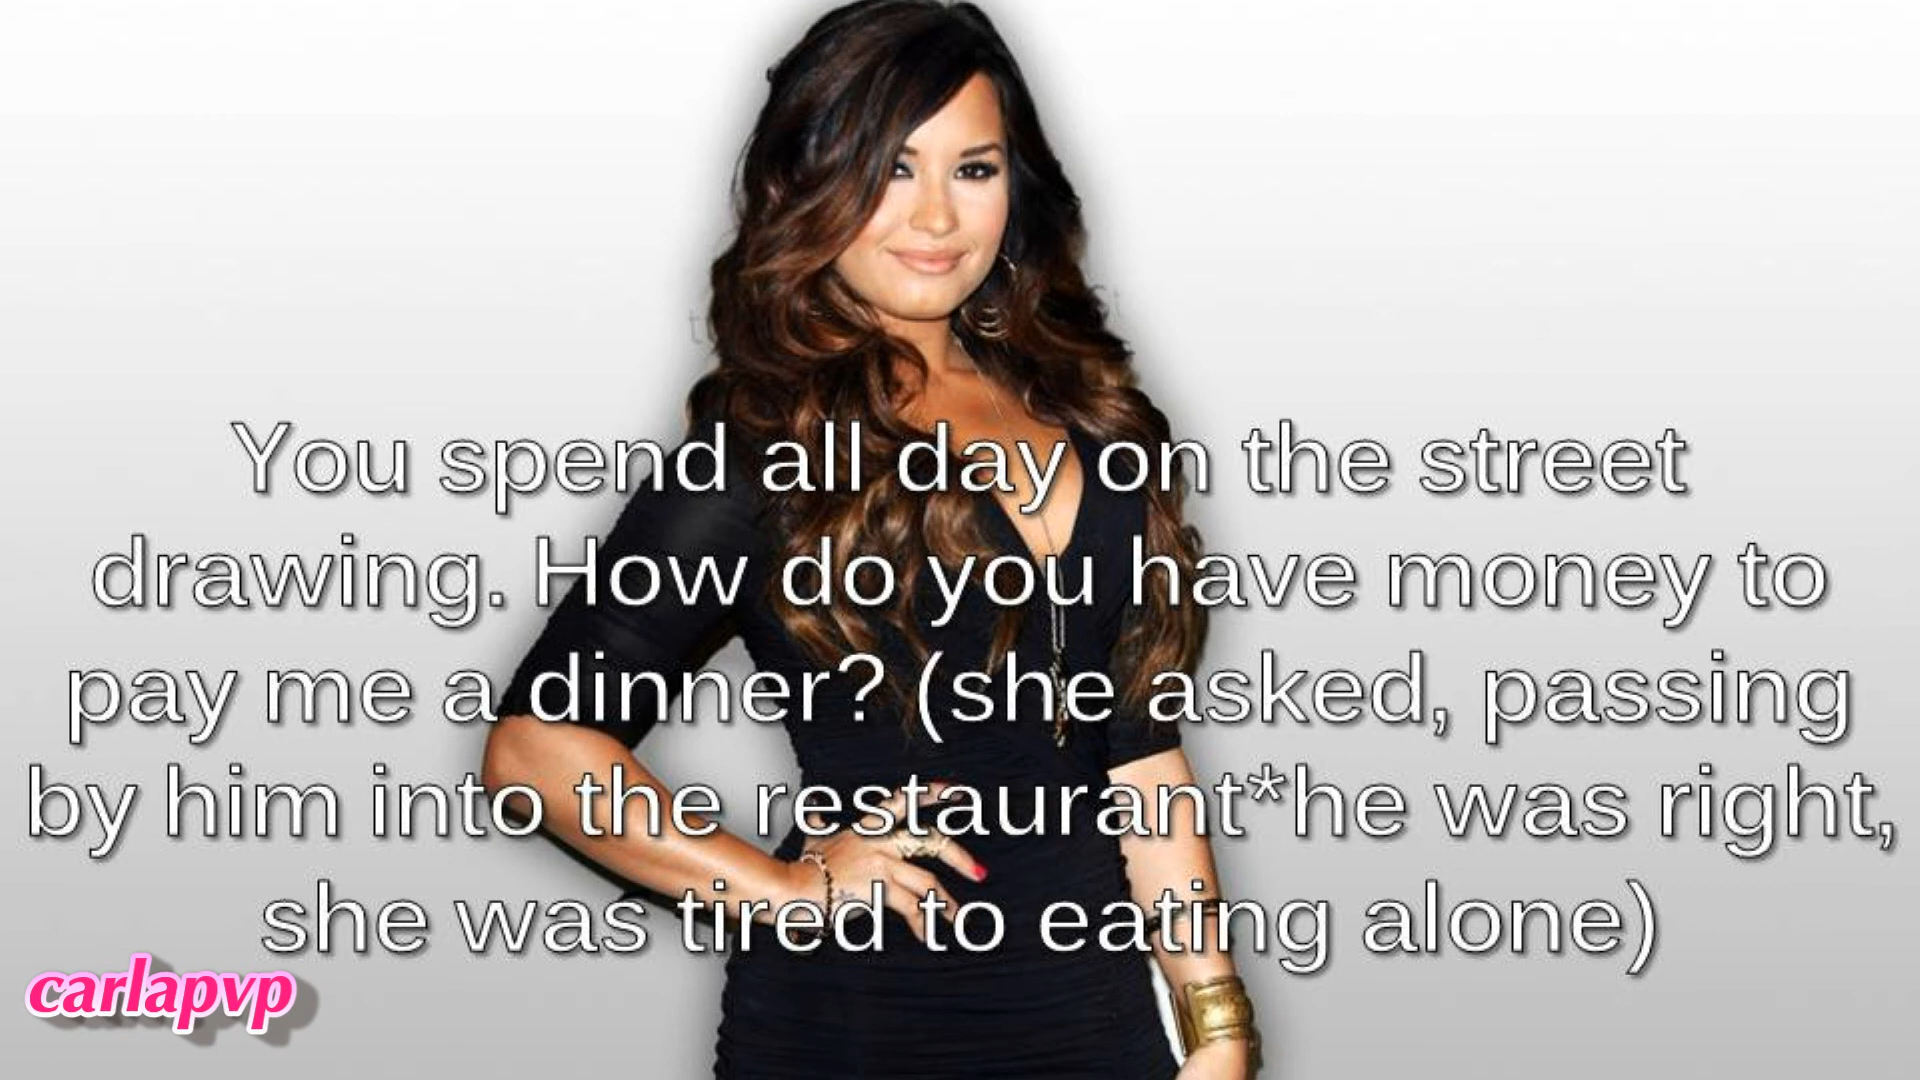 You spend all day on the street
drawing. How do you have money to
pay me a dinner? (she asked, passing
by him into the restaurant*he was right,
she was tired to eating alone)
carlapvp